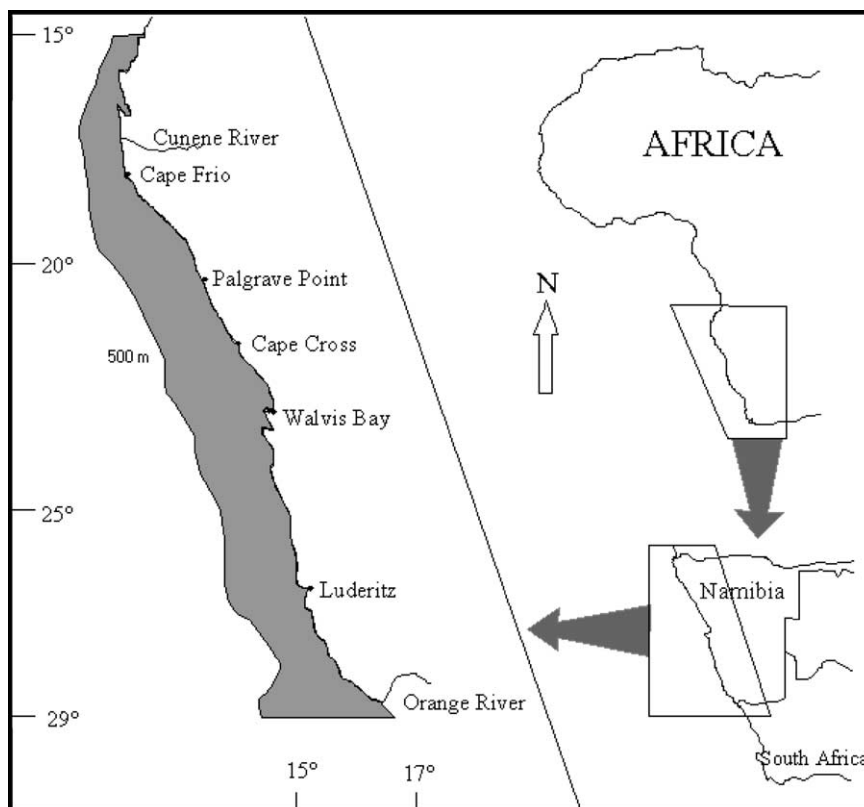 15°
Cunene River
Cape Frio
20°
Palgrave Point
Cape Cross
500 m
Walvis Bay
25°
Luderitz
Orange River
29°
15°
17°
AFRICA
N
Namibia
South Africa